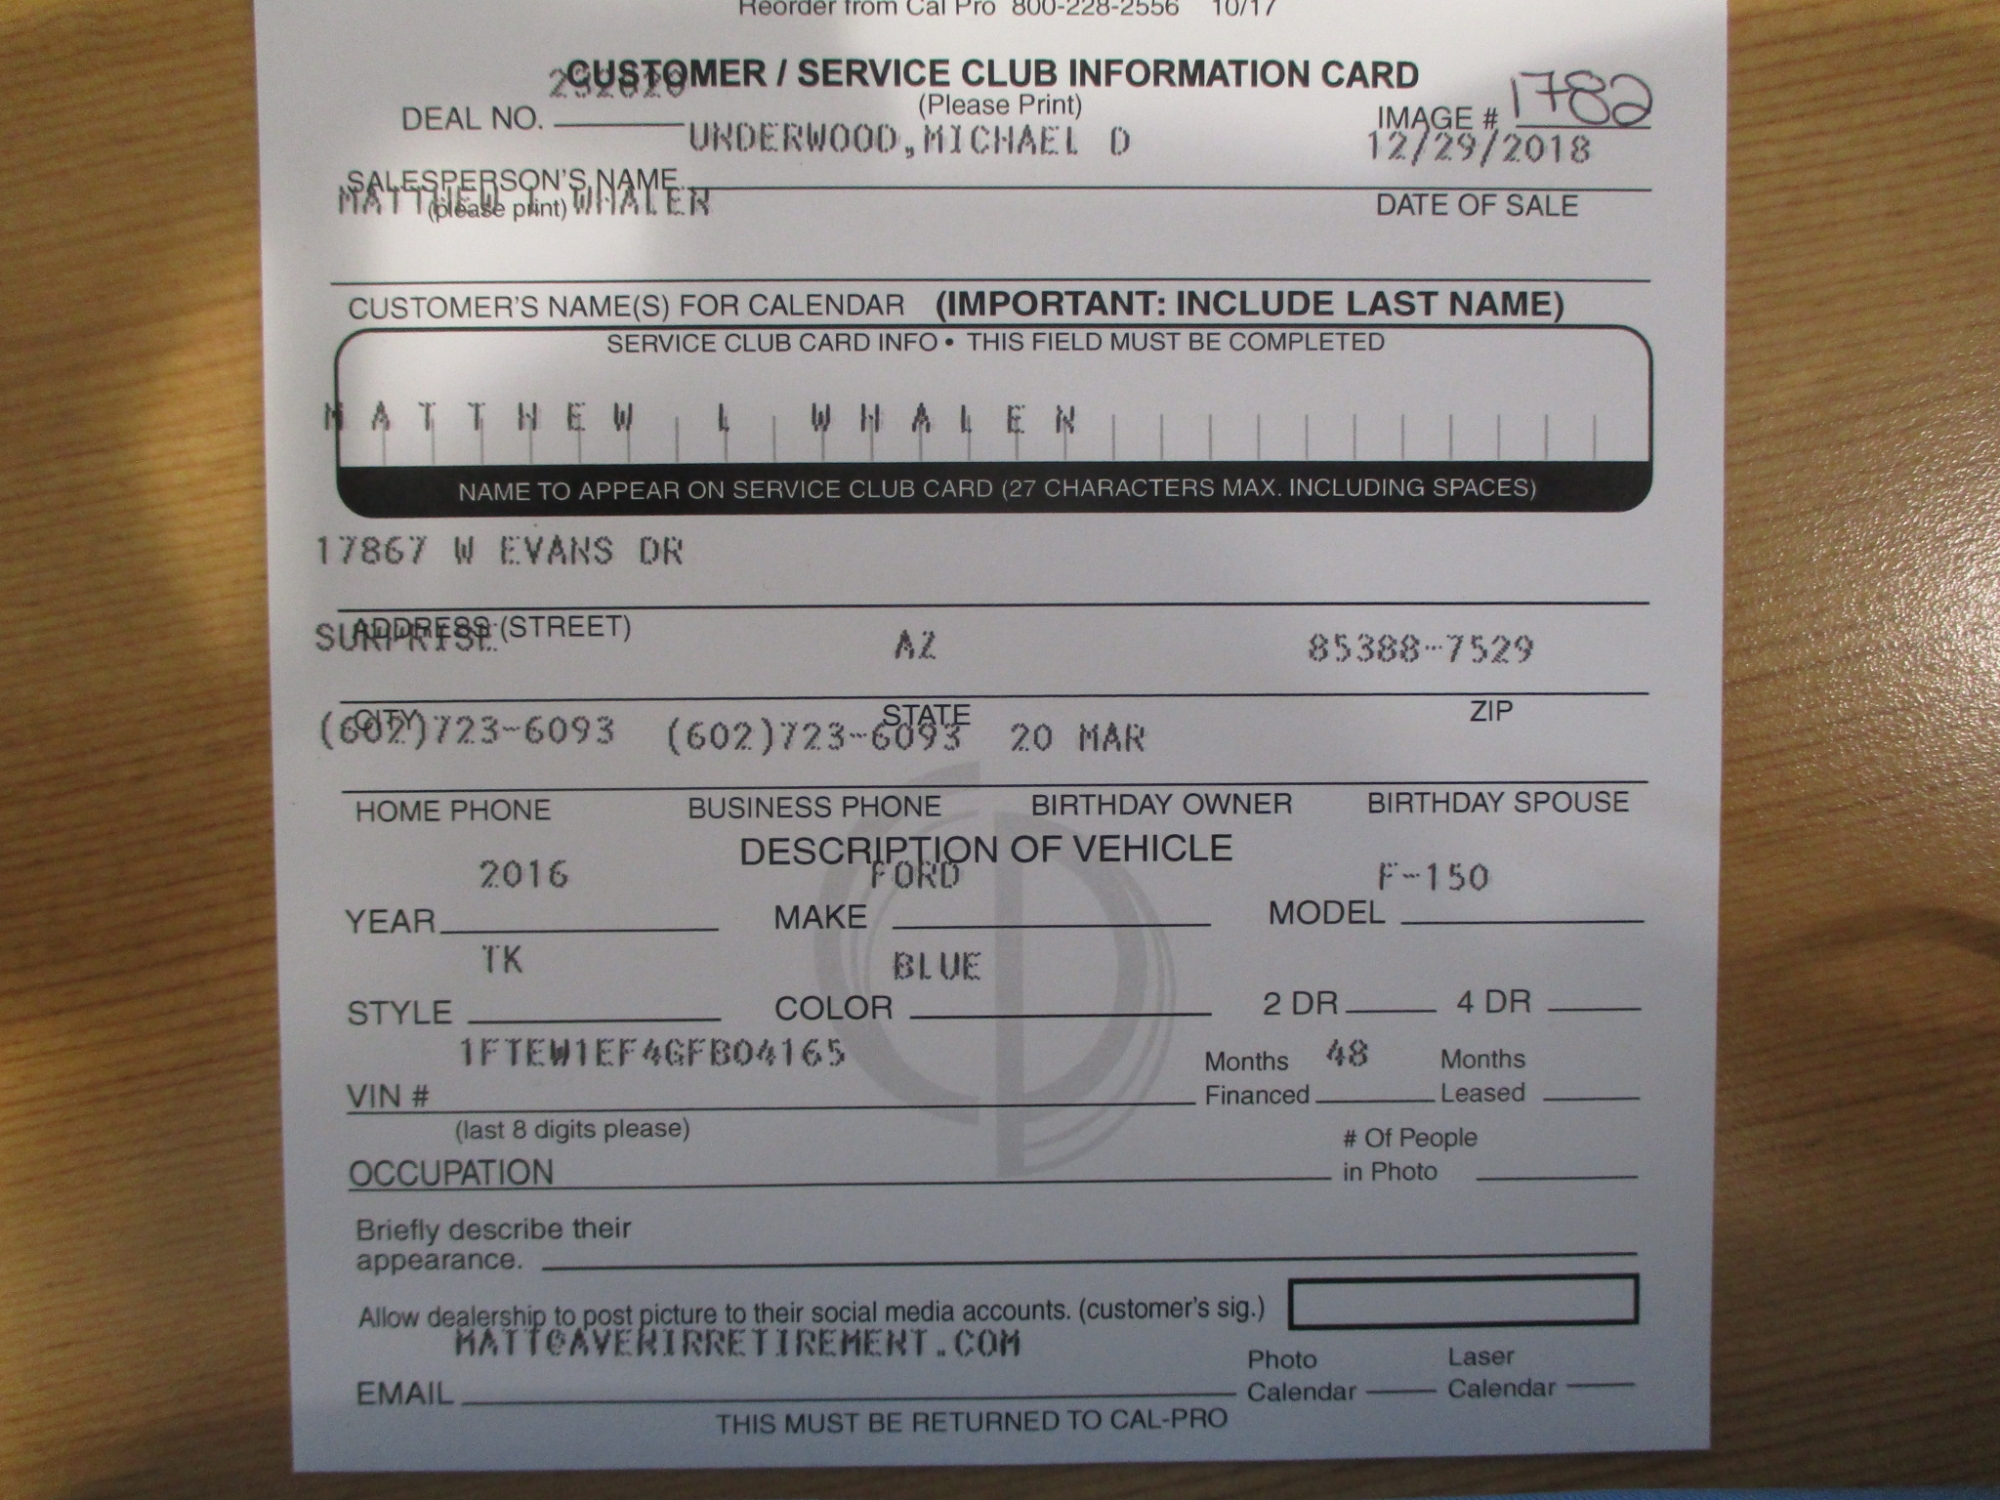 Reorder from Cal Pro 800-228-2556 10/17
CUSTOMER / SERVICE CLUB INFORMATION CARD
(Please Print)
DEAL NO. IMAGE # 1782
UNDERWOOD,MICHAEL D 12/29/2018
SALESPERSON'S NAME
(please print) DATE OF SALE
MATTHEW L WHALEN
CUSTOMER'S NAME(S) FOR CALENDAR (IMPORTANT: INCLUDE LAST NAME)
SERVICE CLUB CARD INFO • THIS FIELD MUST BE COMPLETED
MATTHEW L WHALEN
NAME TO APPEAR ON SERVICE CLUB CARD (27 CHARACTERS MAX. INCLUDING SPACES)
17867 W EVANS DR
ADDRESS (STREET)
SURPRISE AZ 85388-7529
CITY STATE ZIP
(602)723-6093 (602)723-6093 20 MAR
HOME PHONE BUSINESS PHONE BIRTHDAY OWNER BIRTHDAY SPOUSE
DESCRIPTION OF VEHICLE
2016 FORD F-150
YEAR MAKE MODEL
TK BLUE
STYLE COLOR 2 DR 4 DR
1FTEW1EF4GFB04165 Months 48 Months
VIN # Financed Leased
(last 8 digits please) # Of People
OCCUPATION in Photo
Briefly describe their
appearance.
Allow dealership to post picture to their social media accounts. (customer's sig.)
MATT@AVENIRRETIREMENT.COM
Photo Laser
EMAIL Calendar Calendar
THIS MUST BE RETURNED TO CAL-PRO